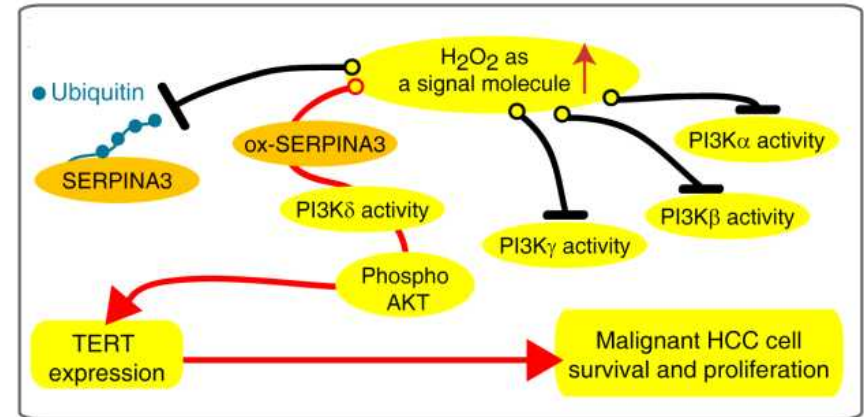 H2O2 as
a signal molecule
Ubiquitin
SERPINA3
ox-SERPINA3
PI3Kδ activity
Phospho
AKT
PI3Kγ activity
PI3Kβ activity
PI3Kα activity
TERT
expression
Malignant HCC cell
survival and proliferation